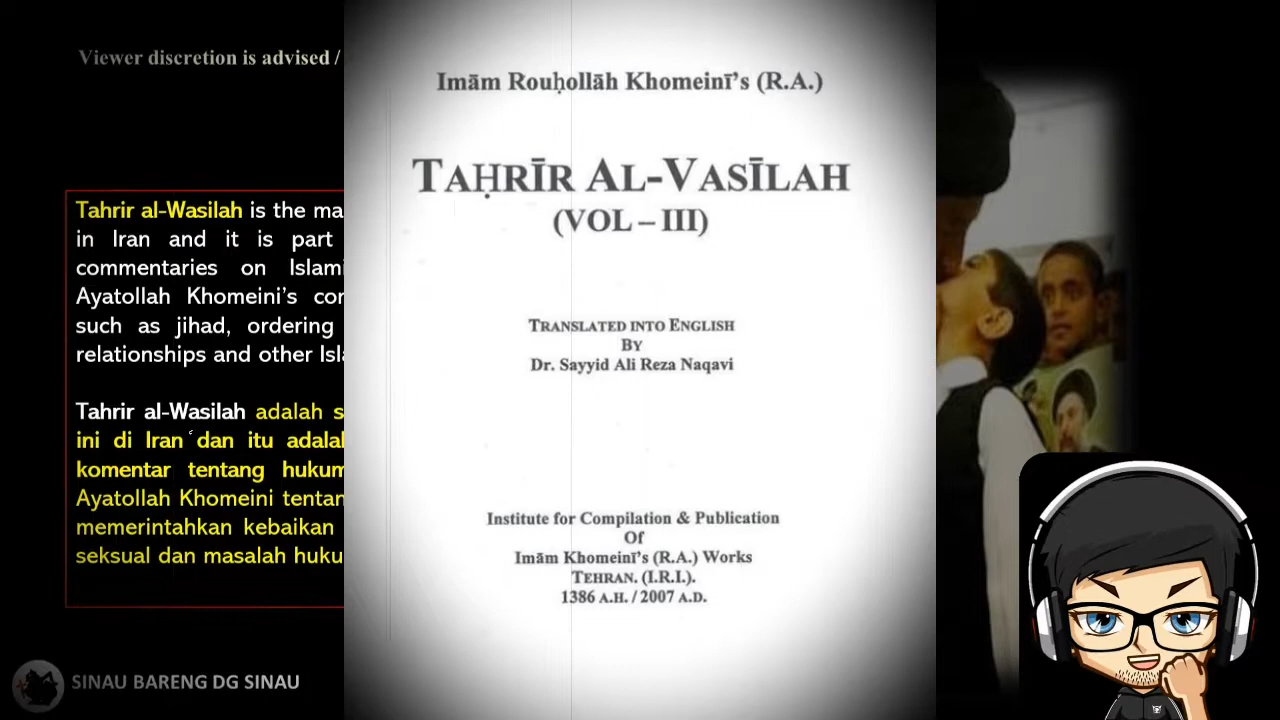 Viewer discretion is advised /
Tahrir al-Wasilah is the ma
in Iran and it is part
commentaries on Islami
Ayatollah Khomeini's cor
such as jihad, ordering
relationships and other Isla
Tahrir al-Wasilah adalah s
ini di Iran dan itu adalal
komentar tentang hukum
Ayatollah Khomeini tentan
memerintahkan kebaikan
seksual dan masalah huku
SINAU BARENG DG SINAU
Imām Rouḥollāh Khomeinī's (R.A.)
TAḤRĪR AL-VASĪLAH
(VOL – III)
TRANSLATED INTO ENGLISH
BY
Dr. Sayyid Ali Reza Naqavi
Institute for Compilation & Publication
Of
Imām Khomeinī's (R.A.) Works
TEHRAN. (I.R.I.).
1386 A.H. / 2007 A.D.